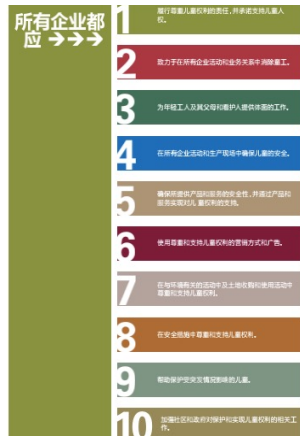 所有企业都
应 →→→
1
履行尊重儿童权利的责任，并承诺支持儿童人
权。
2
致力于在所有企业活动和业务关系中消除童工。
3
为年轻工人及其父母和看护人提供体面的工作。
4
在所有企业活动和生产现场中确保儿童的安全。
5
确保所提供产品和服务的安全性，并通过产品和
服务实现对儿 童权利的支持。
6
使用尊重和支持儿童权利的营销方式和广告。
7
在与环境有关的活动中及土地收购和使用活动中
尊重和支持儿童权利。
8
在安全措施中尊重和支持儿童权利。
9
帮助保护受突发情况影响的儿童。
10
加强社区和政府对保护和实现儿童权利的相关工
作。